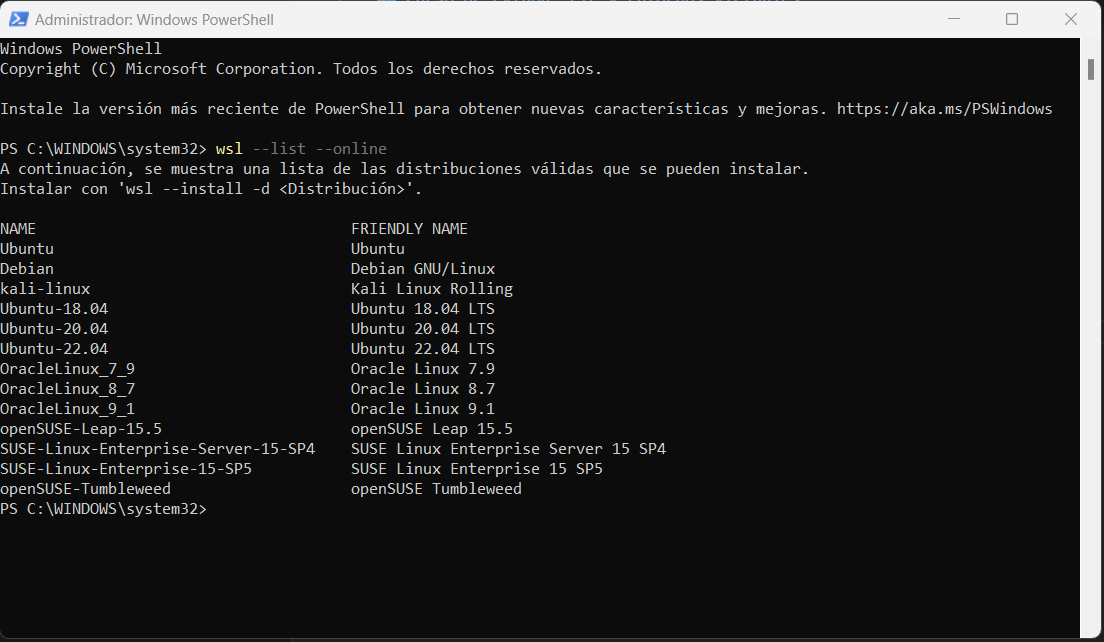 Administrador: Windows PowerShell
Windows PowerShell
Copyright (C) Microsoft Corporation. Todos los derechos reservados.
Instale la versión más reciente de PowerShell para obtener nuevas características y mejoras. https://aka.ms/PSWindows
PS C:\WINDOWS\system32> wsl --list --online
A continuación, se muestra una lista de las distribuciones válidas que se pueden instalar.
Instalar con 'wsl --install -d <Distribución>'.
NAME FRIENDLY NAME
Ubuntu Ubuntu
Debian Debian GNU/Linux
kali-linux Kali Linux Rolling
Ubuntu-18.04 Ubuntu 18.04 LTS
Ubuntu-20.04 Ubuntu 20.04 LTS
Ubuntu-22.04 Ubuntu 22.04 LTS
OracleLinux_7_9 Oracle Linux 7.9
OracleLinux_8_7 Oracle Linux 8.7
OracleLinux_9_1 Oracle Linux 9.1
openSUSE-Leap-15.5 openSUSE Leap 15.5
SUSE-Linux-Enterprise-Server-15-SP4 SUSE Linux Enterprise Server 15 SP4
SUSE-Linux-Enterprise-15-SP5 SUSE Linux Enterprise 15 SP5
openSUSE-Tumbleweed openSUSE Tumbleweed
PS C:\WINDOWS\system32>